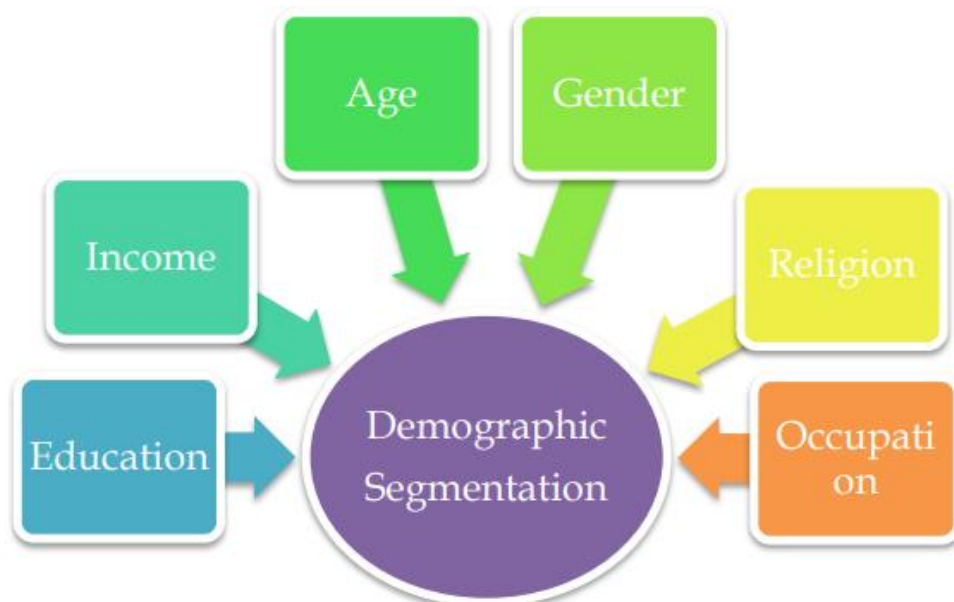 Age
Gender
Income
Religion
Education
Demographic
Segmentation
Occupati
on